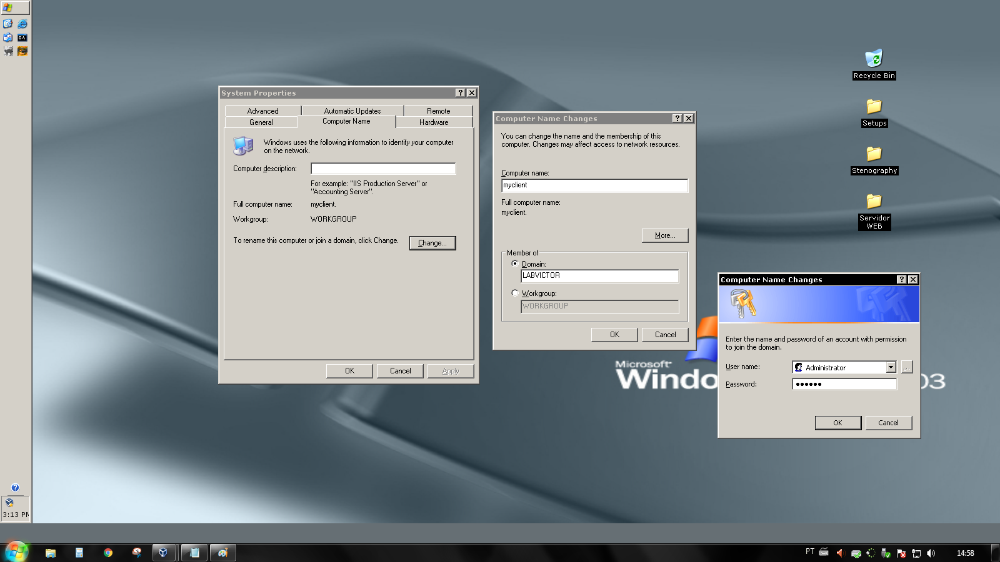 Recycle Bin
Setups
Stenography
Servidor
WEB
System Properties
Advanced
Automatic Updates
Remote
General
Computer Name
Hardware
Windows uses the following information to identify your computer
on the network.
Computer description:
For example: "IIS Production Server" or
"Accounting Server".
Full computer name:
myclient.
Workgroup:
WORKGROUP
To rename this computer or join a domain, click Change.
Change...
OK
Cancel
Apply
Computer Name Changes
You can change the name and the membership of this
computer. Changes may affect access to network resources.
Computer name:
myclient
Full computer name:
myclient.
More...
Member of
Domain:
LABVICTOR
Workgroup:
WORKGROUP
OK
Cancel
Microsoft
Windo
03
Computer Name Changes
Enter the name and password of an account with permission
to join the domain.
User name:
Administrator
...
Password:
●●●●●●
OK
Cancel
C:\
3:13 PM
PT
14:58